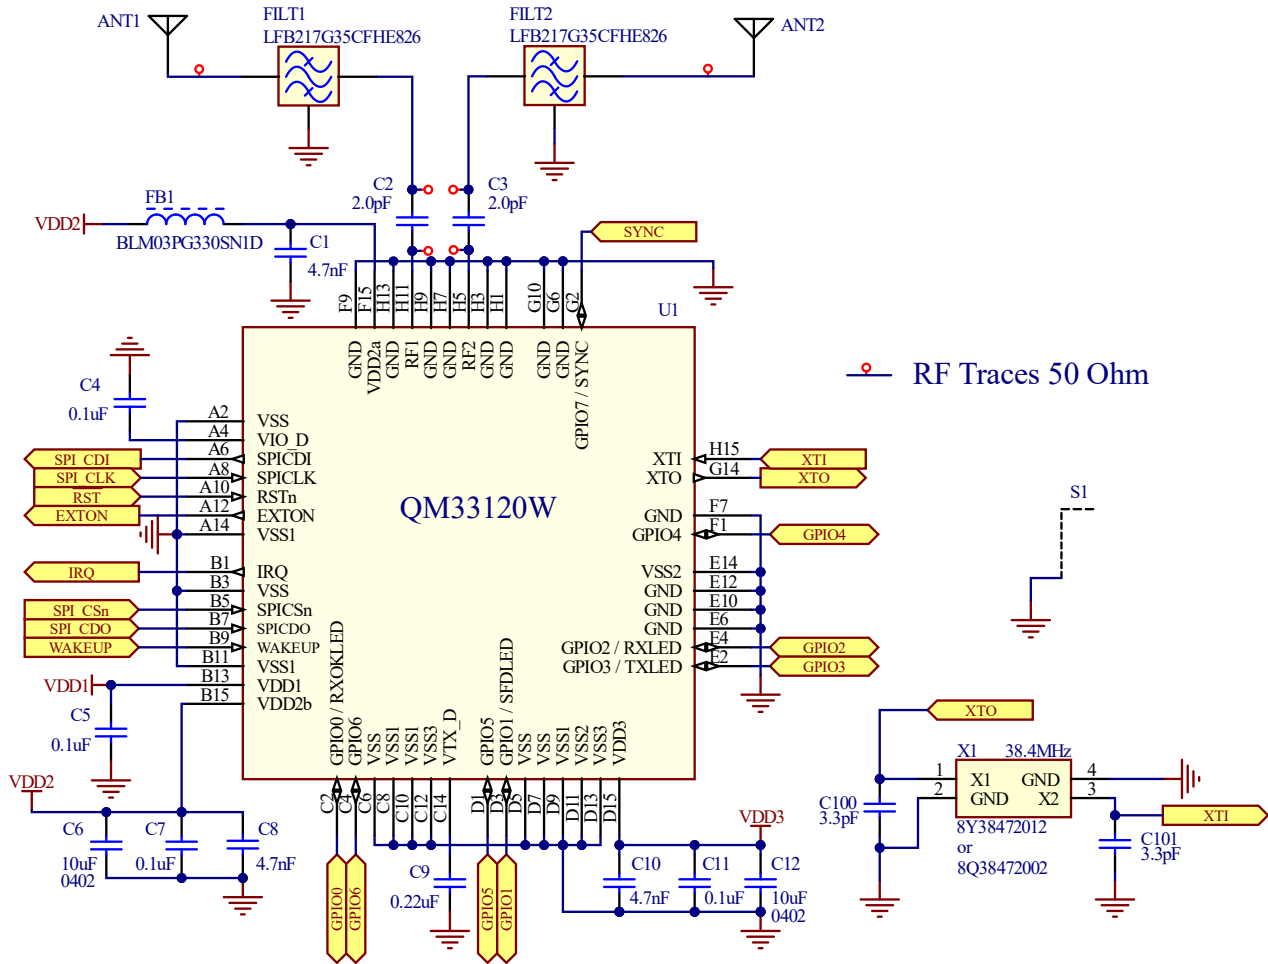 ANT1
FILT1
LFB217G35CFHE826
FILT2
LFB217G35CFHE826
ANT2
C2
2.0pF
C3
2.0pF
FB1
VDD2
BLM03PG330SN1D
C1
4.7nF
SYNC
F9
F15
H13
H11
H9
H7
H5
H3
H1
G10
G6
G2
U1
GND
VDD2a
GND
RF1
GND
GND
RF2
GND
GND
GND
GND
GPIO7 / SYNC
RF Traces 50 Ohm
C4
0.1uF
A2
VSS
A4
VIO_D
SPI_CDI
A6
SPICDI
SPI_CLK
A8
SPICLK
RST
A10
RSTn
EXTON
A12
EXTON
A14
VSS1
IRQ
B1
IRQ
B3
VSS
SPI_CSn
B5
SPICSn
SPI_CDO
B7
SPICDO
WAKEUP
B9
WAKEUP
B11
VSS1
VDD1
B13
VDD1
B15
VDD2b
QM33120W
XTI
H15
XTI
XTO
G14
XTO
GND
F7
GPIO4
F1
GPIO4
VSS2
E14
GND
E12
GND
E10
GND
E6
GPIO2 / RXLED
E4
GPIO2
GPIO3 / TXLED
E2
GPIO3
S1
C5
0.1uF
VDD2
C6
10uF
0402
C7
0.1uF
C8
4.7nF
GPIO0 / RXOKLED
GPIO6
VSS
VSS1
VSS1
VSS3
VTX_D
GPIO5
GPIO1 / SFDLED
VSS
VSS
VSS1
VSS2
VSS3
VDD3
C2
C4
C6
C8
C10
C12
C14
D1
D3
D5
D7
D9
D11
D13
D15
GPIO0
GPIO6
C9
0.22uF
GPIO5
GPIO1
VDD3
C10
4.7nF
C11
0.1uF
C12
10uF
0402
XTO
X1
38.4MHz
1
X1
GND
4
2
GND
X2
3
C100
3.3pF
8Y38472012
or
8Q38472002
XTI
C101
3.3pF